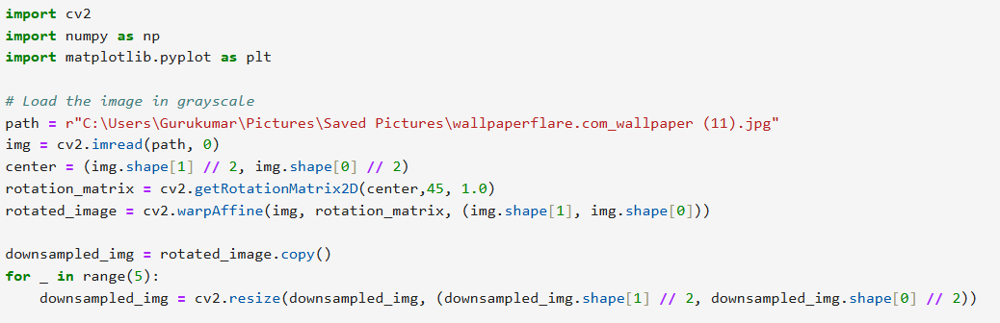 import cv2
import numpy as np
import matplotlib.pyplot as plt
# Load the image in grayscale
path = r"C:\Users\Gurukumar\Pictures\Saved Pictures\wallpaperflare.com_wallpaper (11).jpg"
img = cv2.imread(path, 0)
center = (img.shape[1] // 2, img.shape[0] // 2)
rotation_matrix = cv2.getRotationMatrix2D(center,45, 1.0)
rotated_image = cv2.warpAffine(img, rotation_matrix, (img.shape[1], img.shape[0]))
downsampled_img = rotated_image.copy()
for _ in range(5):
    downsampled_img = cv2.resize(downsampled_img, (downsampled_img.shape[1] // 2, downsampled_img.shape[0] // 2))